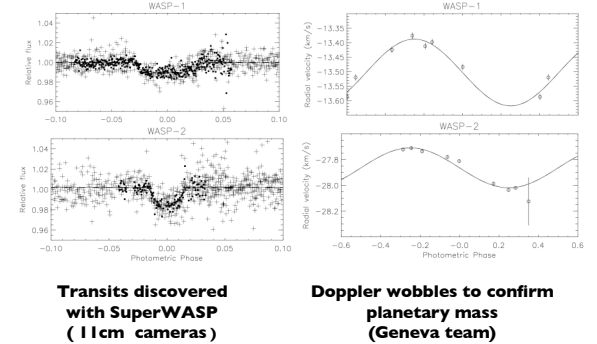 WASP-1
1.04
1.02
1.00
0.98
0.96
Relative flux
-0.10
-0.05
0.00
0.05
0.10
WASP-2
1.04
1.02
1.00
0.98
0.96
Relative flux
-0.10
-0.05
0.00
0.05
0.10
Photometric Phase
WASP-1
-13.35
-13.40
-13.45
-13.50
-13.55
-13.60
Radial velocity (km/s)
WASP-2
-27.8
-28.0
-28.2
Radial velocity (km/s)
-0.6
-0.4
-0.2
-0.0
0.2
0.4
0.6
Photometric Phase
Transits discovered
with SuperWASP
( 11cm cameras )
Doppler wobbles to confirm
planetary mass
(Geneva team)